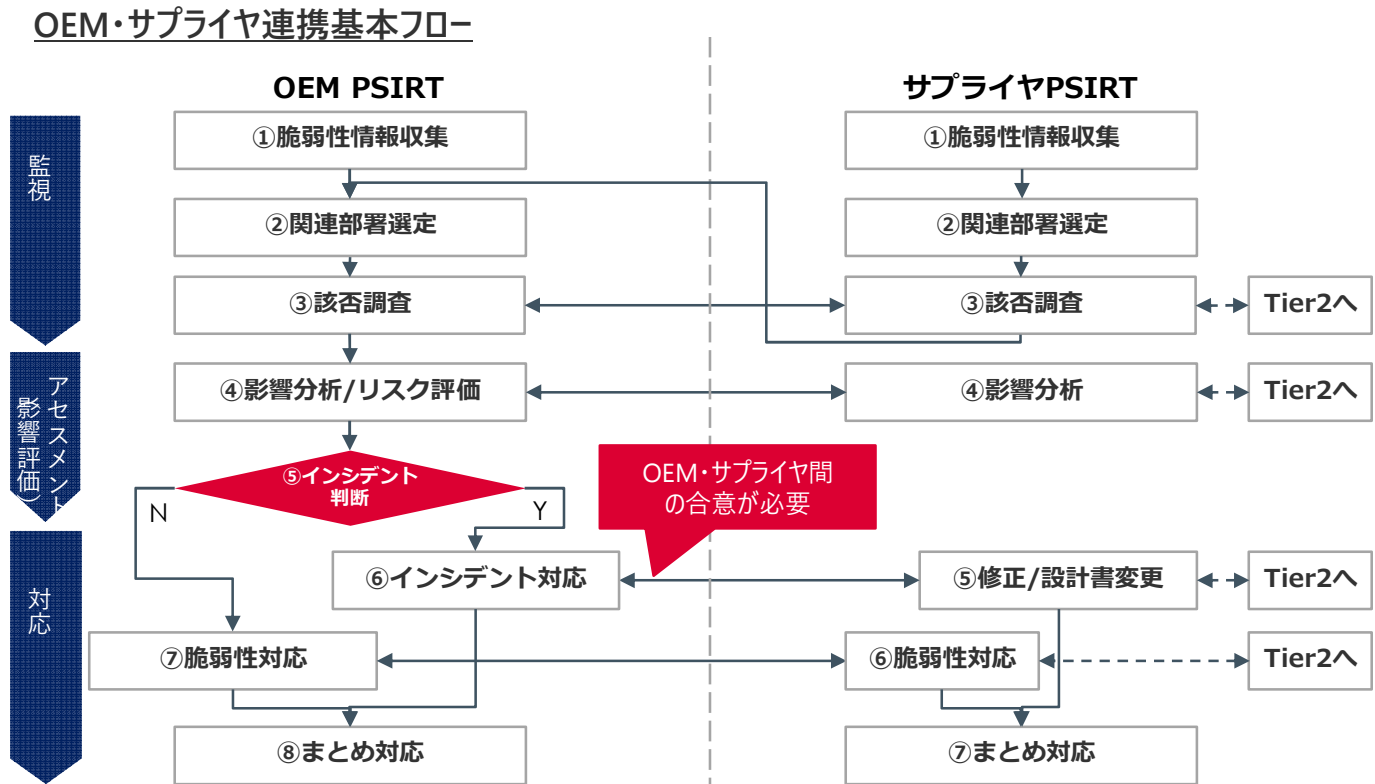 OEM・サプライヤ連携基本フロー
OEM PSIRT
サプライヤPSIRT
監視
①脆弱性情報収集
①脆弱性情報収集
②関連部署選定
②関連部署選定
③該否調査
③該否調査
Tier2へ
アセスメント
影響評価）
④影響分析/リスク評価
④影響分析
Tier2へ
⑤インシデント
判断
N
Y
OEM・サプライヤ間
の合意が必要
対応
⑥インシデント対応
⑤修正/設計書変更
Tier2へ
⑦脆弱性対応
⑥脆弱性対応
Tier2へ
⑧まとめ対応
⑦まとめ対応